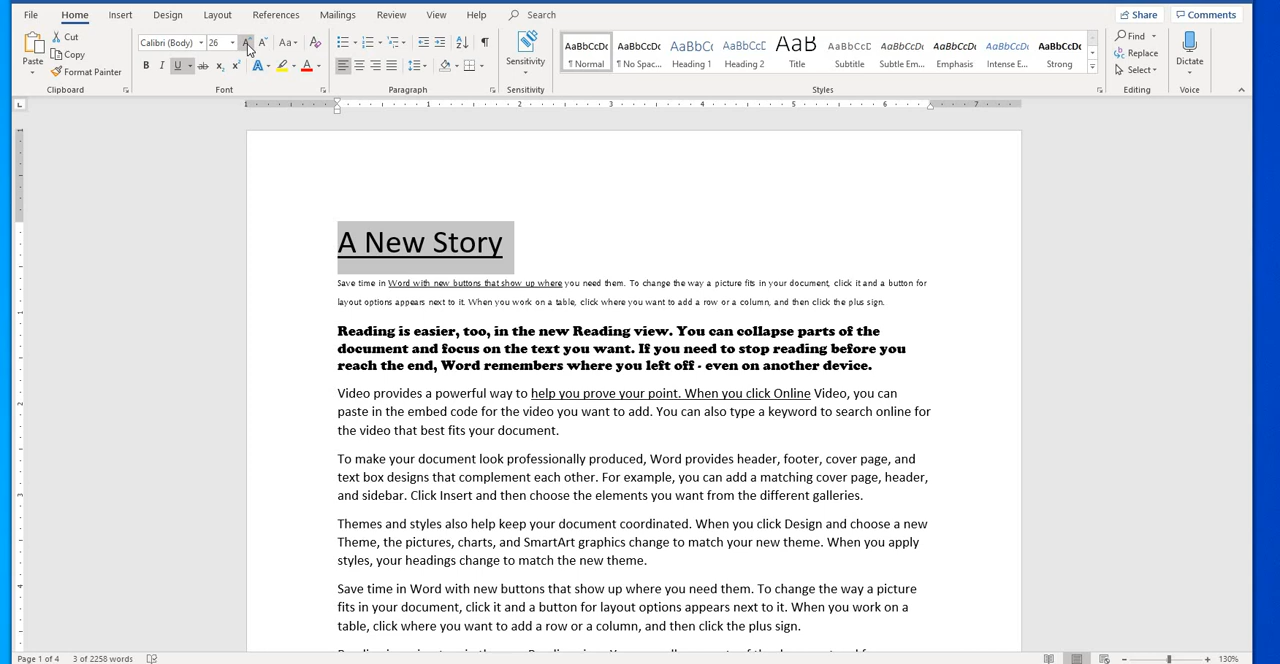 File Home Insert Design Layout References Mailings Review View Help Search Share Comments
Paste Cut Copy Format Painter Clipboard
Calibri (Body) 26 Aa B I U ab x₂ x² A A Font
Paragraph
Sensitivity Sensitivity
AaBbCcDc AaBbCcDc AaBbCc AaBbCcD AaB AaBbCcD AaBbCcDc AaBbCcDc AaBbCcDc AaBbCcDc
¶ Normal ¶ No Spac... Heading 1 Heading 2 Title Subtitle Subtle Em... Emphasis Intense E... Strong
Styles
Find Replace Select Editing
Dictate Voice
1 1 2 3 4 5 6 7
A New Story
Save time in Word with new buttons that show up where you need them. To change the way a picture fits in your document, click it and a button for
layout options appears next to it. When you work on a table, click where you want to add a row or a column, and then click the plus sign.
Reading is easier, too, in the new Reading view. You can collapse parts of the
document and focus on the text you want. If you need to stop reading before you
reach the end, Word remembers where you left off - even on another device.
Video provides a powerful way to help you prove your point. When you click Online Video, you can
paste in the embed code for the video you want to add. You can also type a keyword to search online for
the video that best fits your document.
To make your document look professionally produced, Word provides header, footer, cover page, and
text box designs that complement each other. For example, you can add a matching cover page, header,
and sidebar. Click Insert and then choose the elements you want from the different galleries.
Themes and styles also help keep your document coordinated. When you click Design and choose a new
Theme, the pictures, charts, and SmartArt graphics change to match your new theme. When you apply
styles, your headings change to match the new theme.
Save time in Word with new buttons that show up where you need them. To change the way a picture
fits in your document, click it and a button for layout options appears next to it. When you work on a
table, click where you want to add a row or a column, and then click the plus sign.
Page 1 of 4 3 of 2258 words 130%